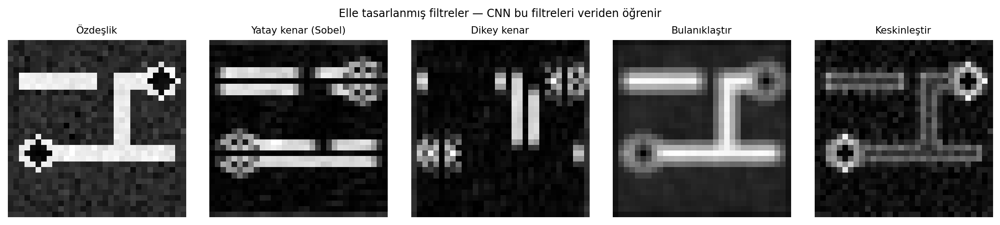 Elle tasarlanmış filtreler — CNN bu filtreleri veriden öğrenir
Özdeşlik
Yatay kenar (Sobel)
Dikey kenar
Bulanıklaştır
Keskinleştir